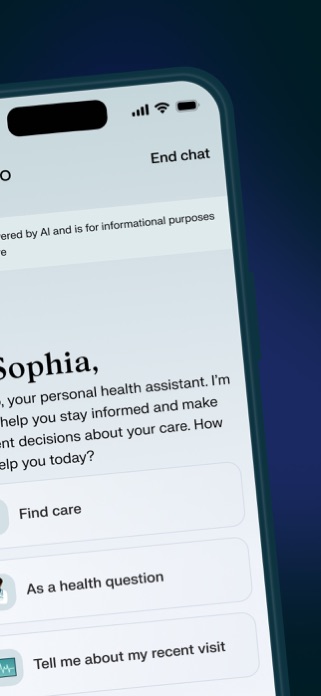 O
End chat
ered by AI and is for informational purposes
re
Sophia,
, your personal health assistant. I'm
help you stay informed and make
nt decisions about your care. How
elp you today?
Find care
As a health question
Tell me about my recent visit